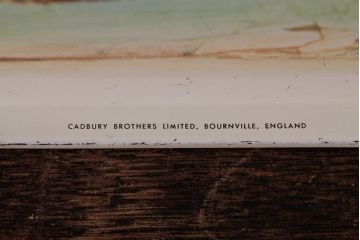 CADBURY BROTHERS LIMITED, BOURNVILLE, ENGLAND